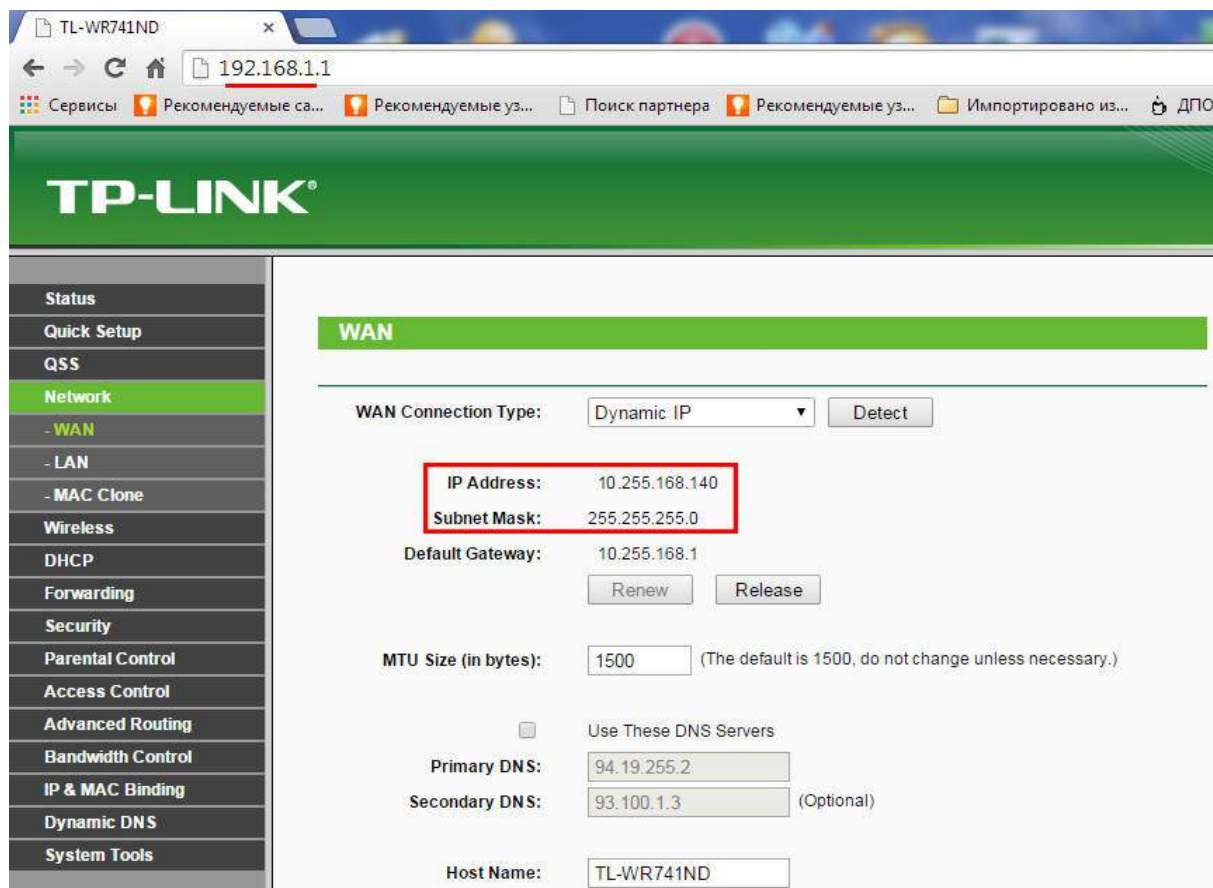 TL-WR741ND
192.168.1.1
Сервисы Рекомендуемые са... Рекомендуемые уз... Поиск партнера Рекомендуемые уз... Импортировано из... ДПО
TP-LINK®
Status
Quick Setup
QSS
Network
- WAN
- LAN
- MAC Clone
Wireless
DHCP
Forwarding
Security
Parental Control
Access Control
Advanced Routing
Bandwidth Control
IP & MAC Binding
Dynamic DNS
System Tools
WAN
WAN Connection Type: Dynamic IP Detect
IP Address: 10.255.168.140
Subnet Mask: 255.255.255.0
Default Gateway: 10.255.168.1
Renew Release
MTU Size (in bytes): 1500 (The default is 1500, do not change unless necessary.)
Use These DNS Servers
Primary DNS: 94.19.255.2
Secondary DNS: 93.100.1.3 (Optional)
Host Name: TL-WR741ND